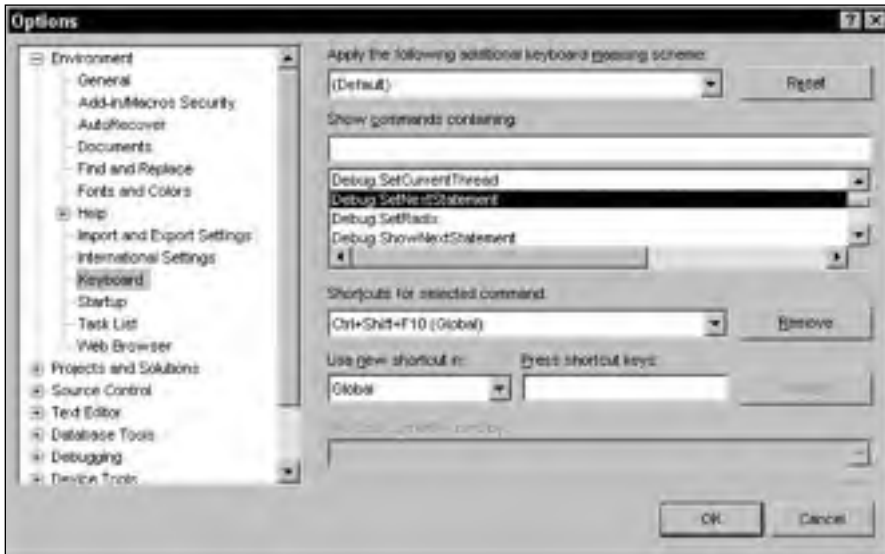 Options
Environment
General
Add-in/Macros Security
AutoRecover
Documents
Find and Replace
Fonts and Colors
Help
Import and Export Settings
International Settings
Keyboard
Startup
Task List
Web Browser
Projects and Solutions
Source Control
Text Editor
Database Tools
Debugging
Device Tools
Apply the following additional keyboard mapping scheme:
(Default)
Reset
Show commands containing:
Debug.SetCurrentThread
Debug.SetNextStatement
Debug.SetRadix
Debug.ShowNextStatement
Shortcuts for selected command:
Ctrl+Shift+F10 (Global)
Remove
Use new shortcut in:
Press shortcut keys:
Global
OK
Cancel